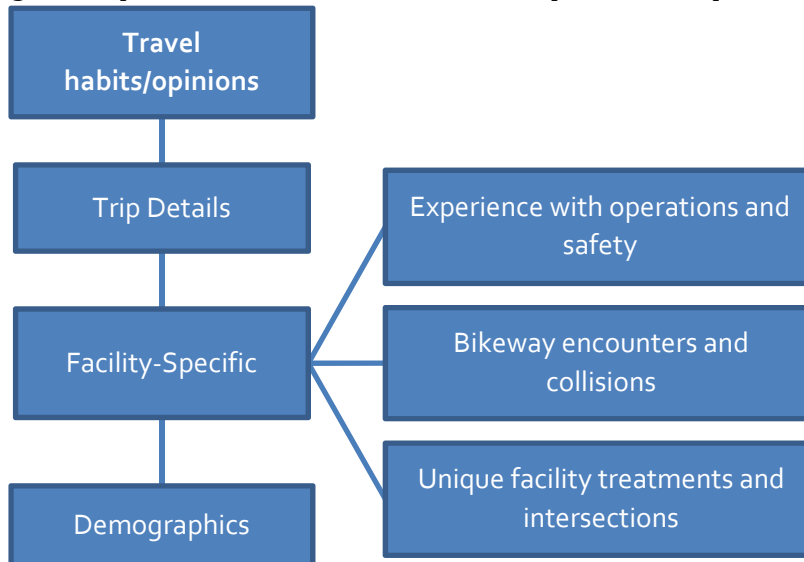 Travel
habits/opinions
Trip Details
Facility-Specific
Demographics
Experience with operations and
safety
Bikeway encounters and
collisions
Unique facility treatments and
intersections